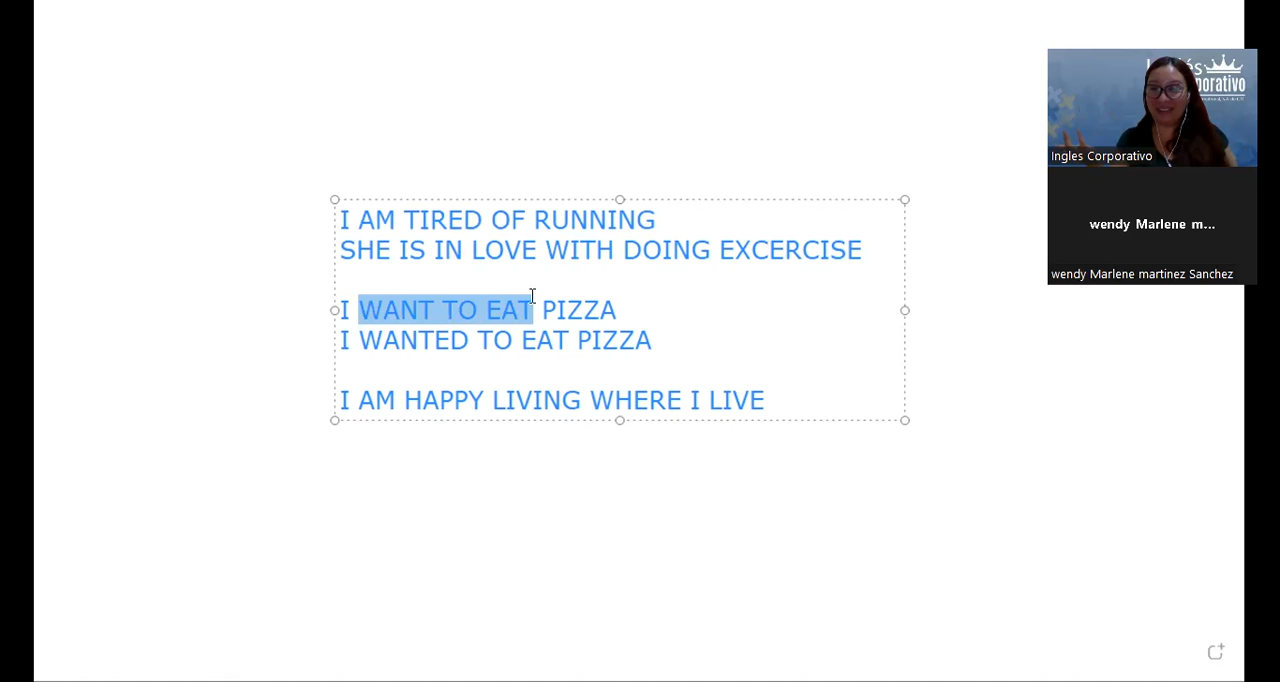 I AM TIRED OF RUNNING
SHE IS IN LOVE WITH DOING EXCERCISE
I WANT TO EAT PIZZA
I WANTED TO EAT PIZZA
I AM HAPPY LIVING WHERE I LIVE
Ingles Corporativo
wendy Marlene m...
wendy Marlene martinez Sanchez